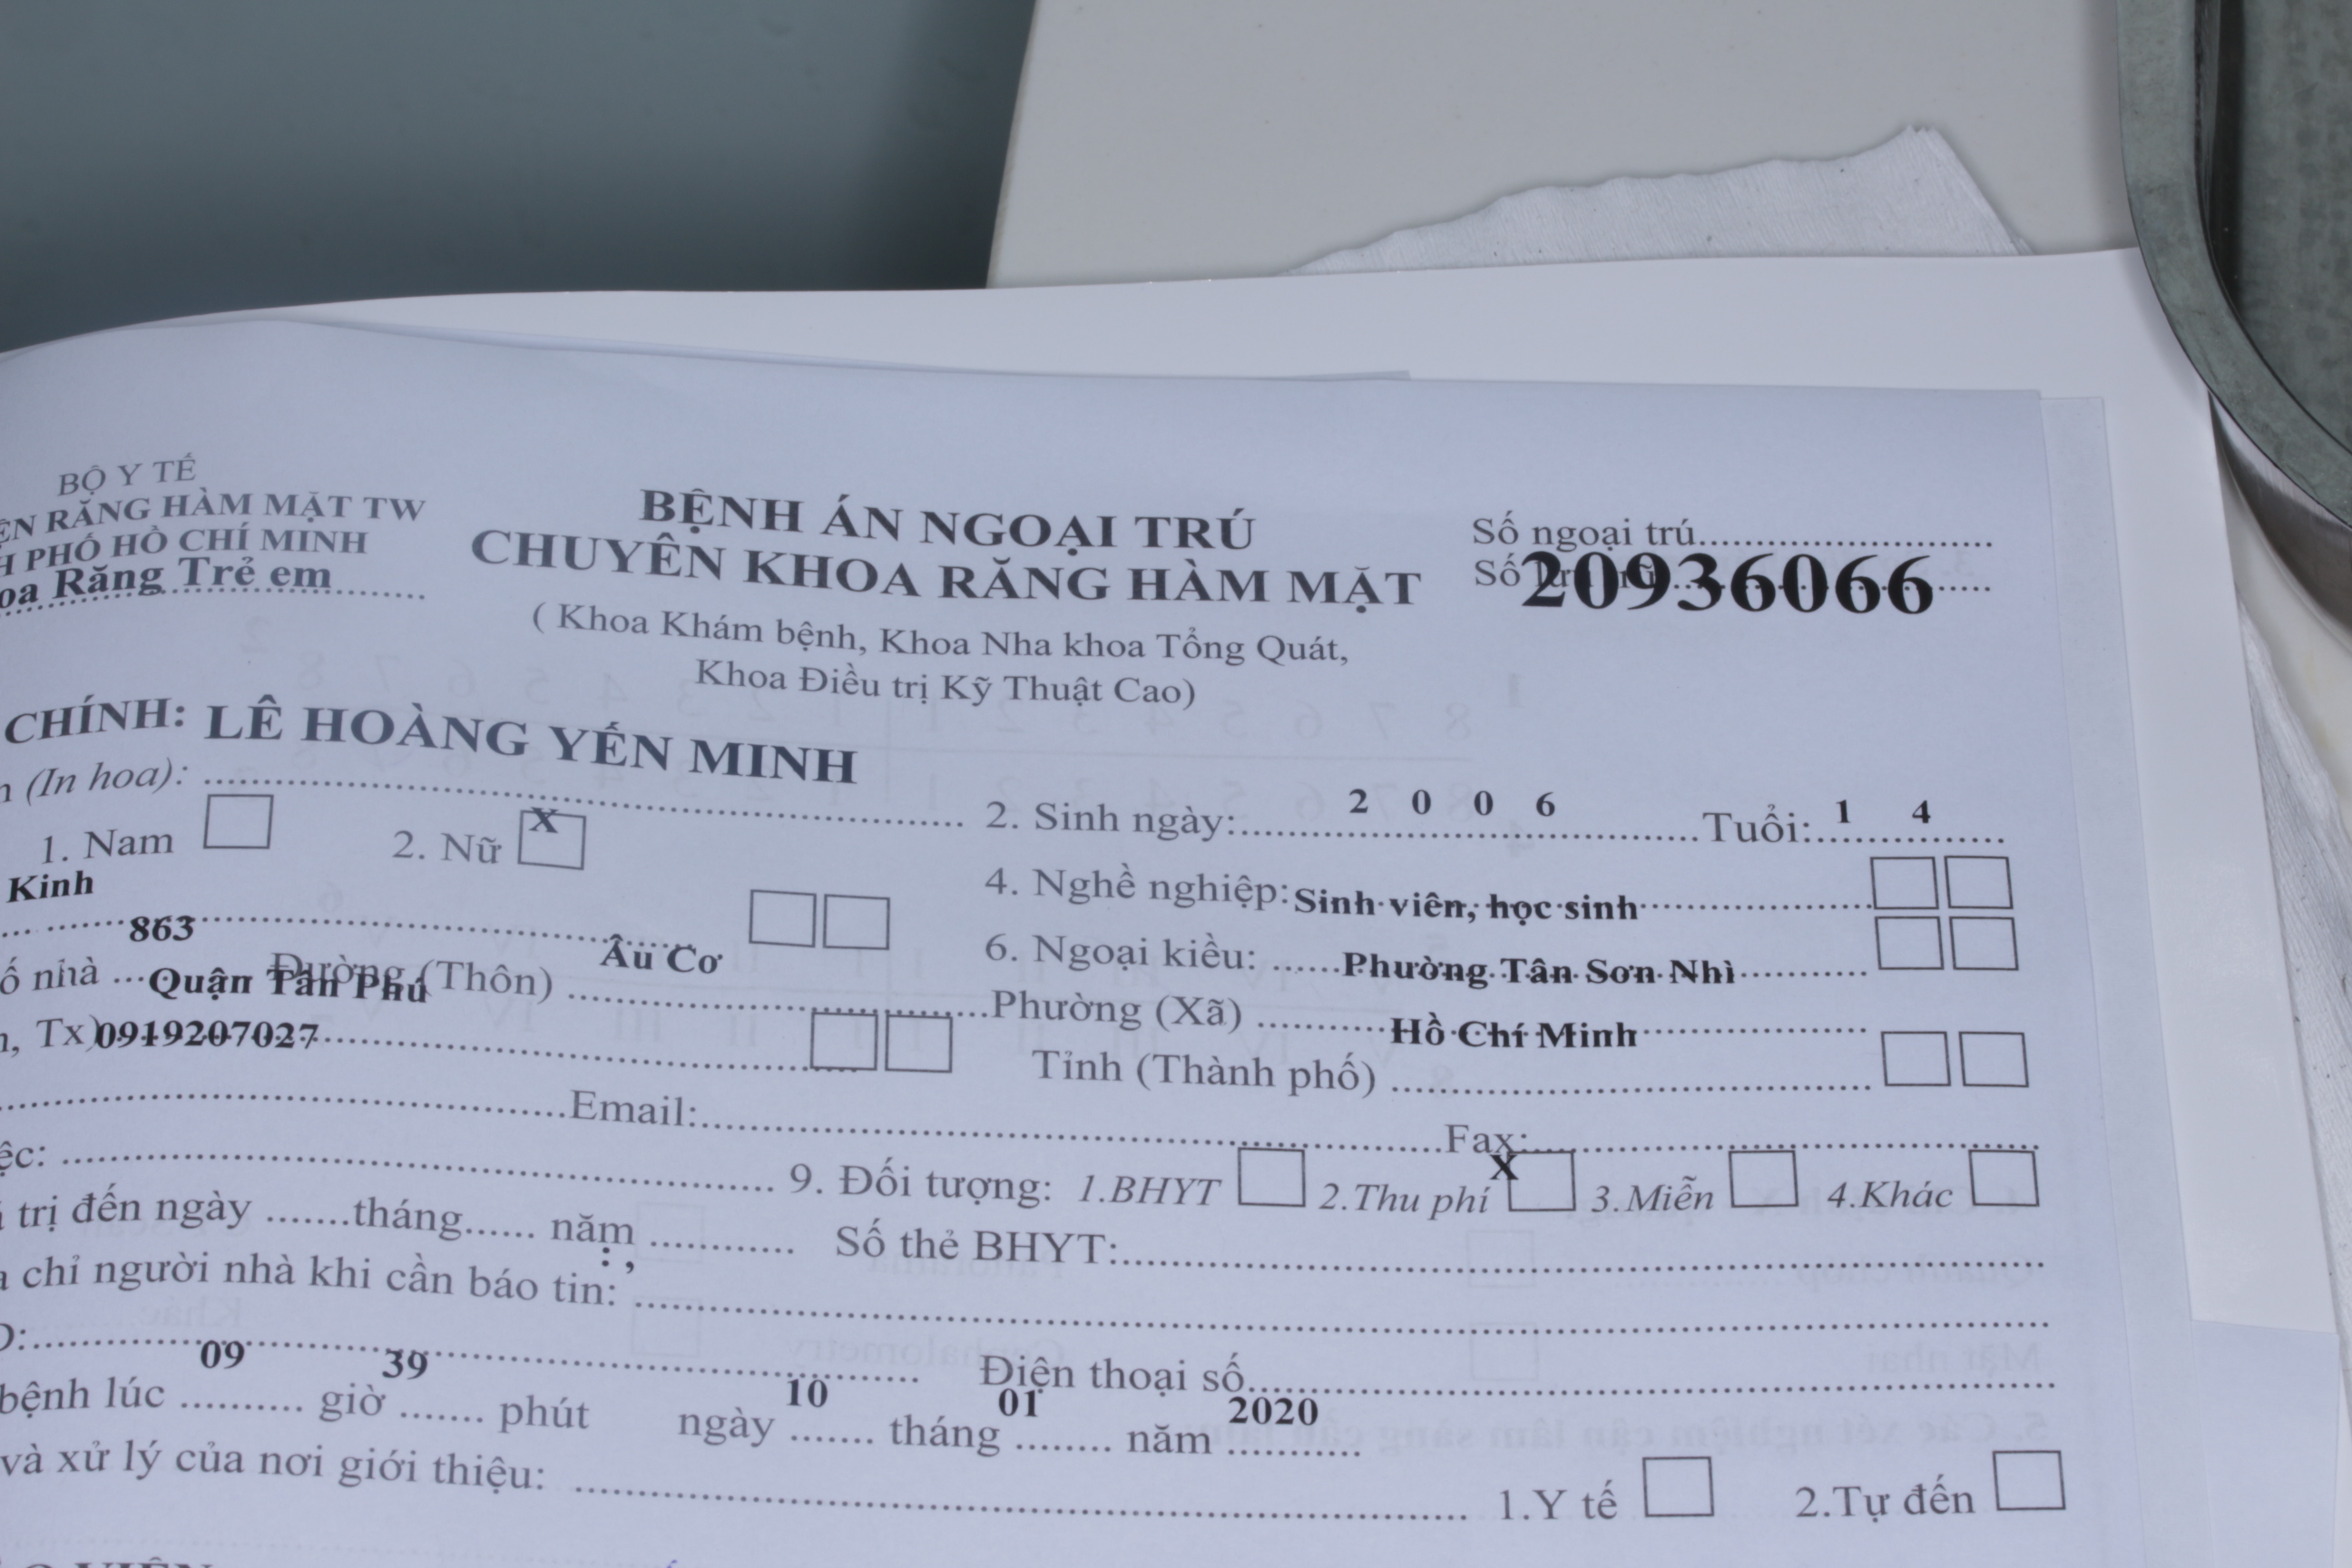 BỘ Y TẾ
RĂNG HÀM MẶT TW
PHỐ HỒ CHÍ MINH
Răng Trẻ em
BỆNH ÁN NGOẠI TRÚ
CHUYÊN KHOA RĂNG HÀM MẶT
( Khoa Khám bệnh, Khoa Nha khoa Tổng Quát,
Khoa Điều trị Kỹ Thuật Cao)
Số ngoại trú
Số lưu trữ 20936066
CHÍNH: LÊ HOÀNG YẾN MINH
(In hoa): 2. Sinh ngày: 2 0 0 6 Tuổi: 1 4
1. Nam 2. Nữ X 4. Nghề nghiệp: Sinh viên, học sinh
Kinh 6. Ngoại kiều:
nhà 863 Đường (Thôn) Âu Cơ Phường (Xã) Phường Tân Sơn Nhì
Tx) Quận Tân Phú Tỉnh (Thành phố) Hồ Chí Minh
0919207027 Email: Fax:
9. Đối tượng: 1.BHYT 2.Thu phí X 3.Miễn 4.Khác
trị đến ngày tháng năm Số thẻ BHYT:
chỉ người nhà khi cần báo tin: : ,
Điện thoại số
bệnh lúc 09 giờ 39 phút ngày 10 tháng 01 năm 2020
và xử lý của nơi giới thiệu: 1.Y tế 2.Tự đến